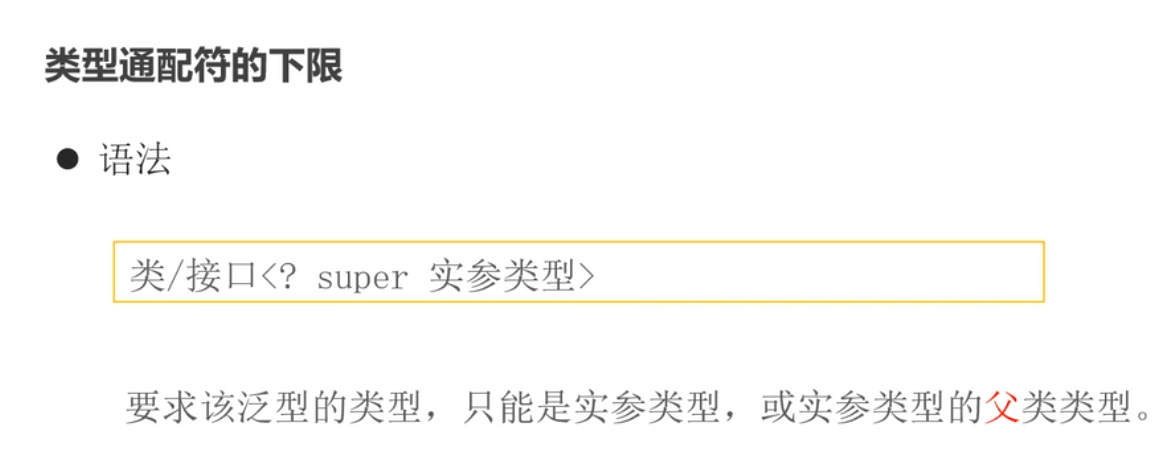 类型通配符的下限
● 语法
类/接口<? super 实参类型>
要求该泛型的类型，只能是实参类型，或实参类型的父类类型。